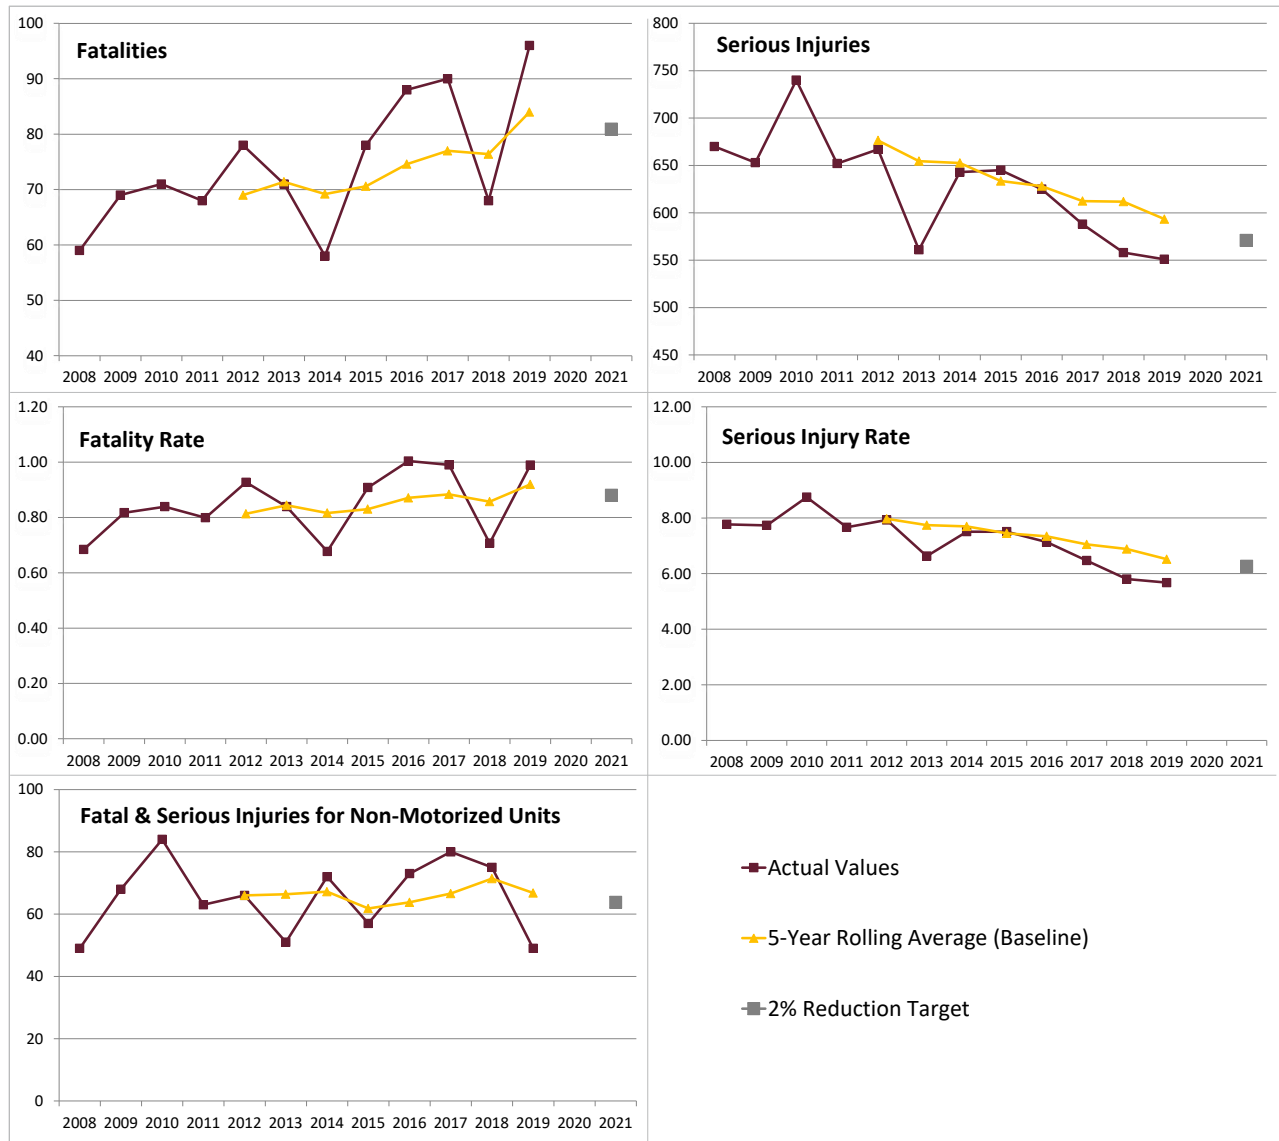 Fatalities
100
90
80
70
60
50
40
2008 2009 2010 2011 2012 2013 2014 2015 2016 2017 2018 2019 2020 2021
Serious Injuries
800
750
700
650
600
550
500
450
2008 2009 2010 2011 2012 2013 2014 2015 2016 2017 2018 2019 2020 2021
Fatality Rate
1.20
1.00
0.80
0.60
0.40
0.20
0.00
2008 2009 2010 2011 2012 2013 2014 2015 2016 2017 2018 2019 2020 2021
Serious Injury Rate
12.00
10.00
8.00
6.00
4.00
2.00
0.00
2008 2009 2010 2011 2012 2013 2014 2015 2016 2017 2018 2019 2020 2021
Fatal & Serious Injuries for Non-Motorized Units
100
80
60
40
20
0
2008 2009 2010 2011 2012 2013 2014 2015 2016 2017 2018 2019 2020 2021
Actual Values
5-Year Rolling Average (Baseline)
2% Reduction Target